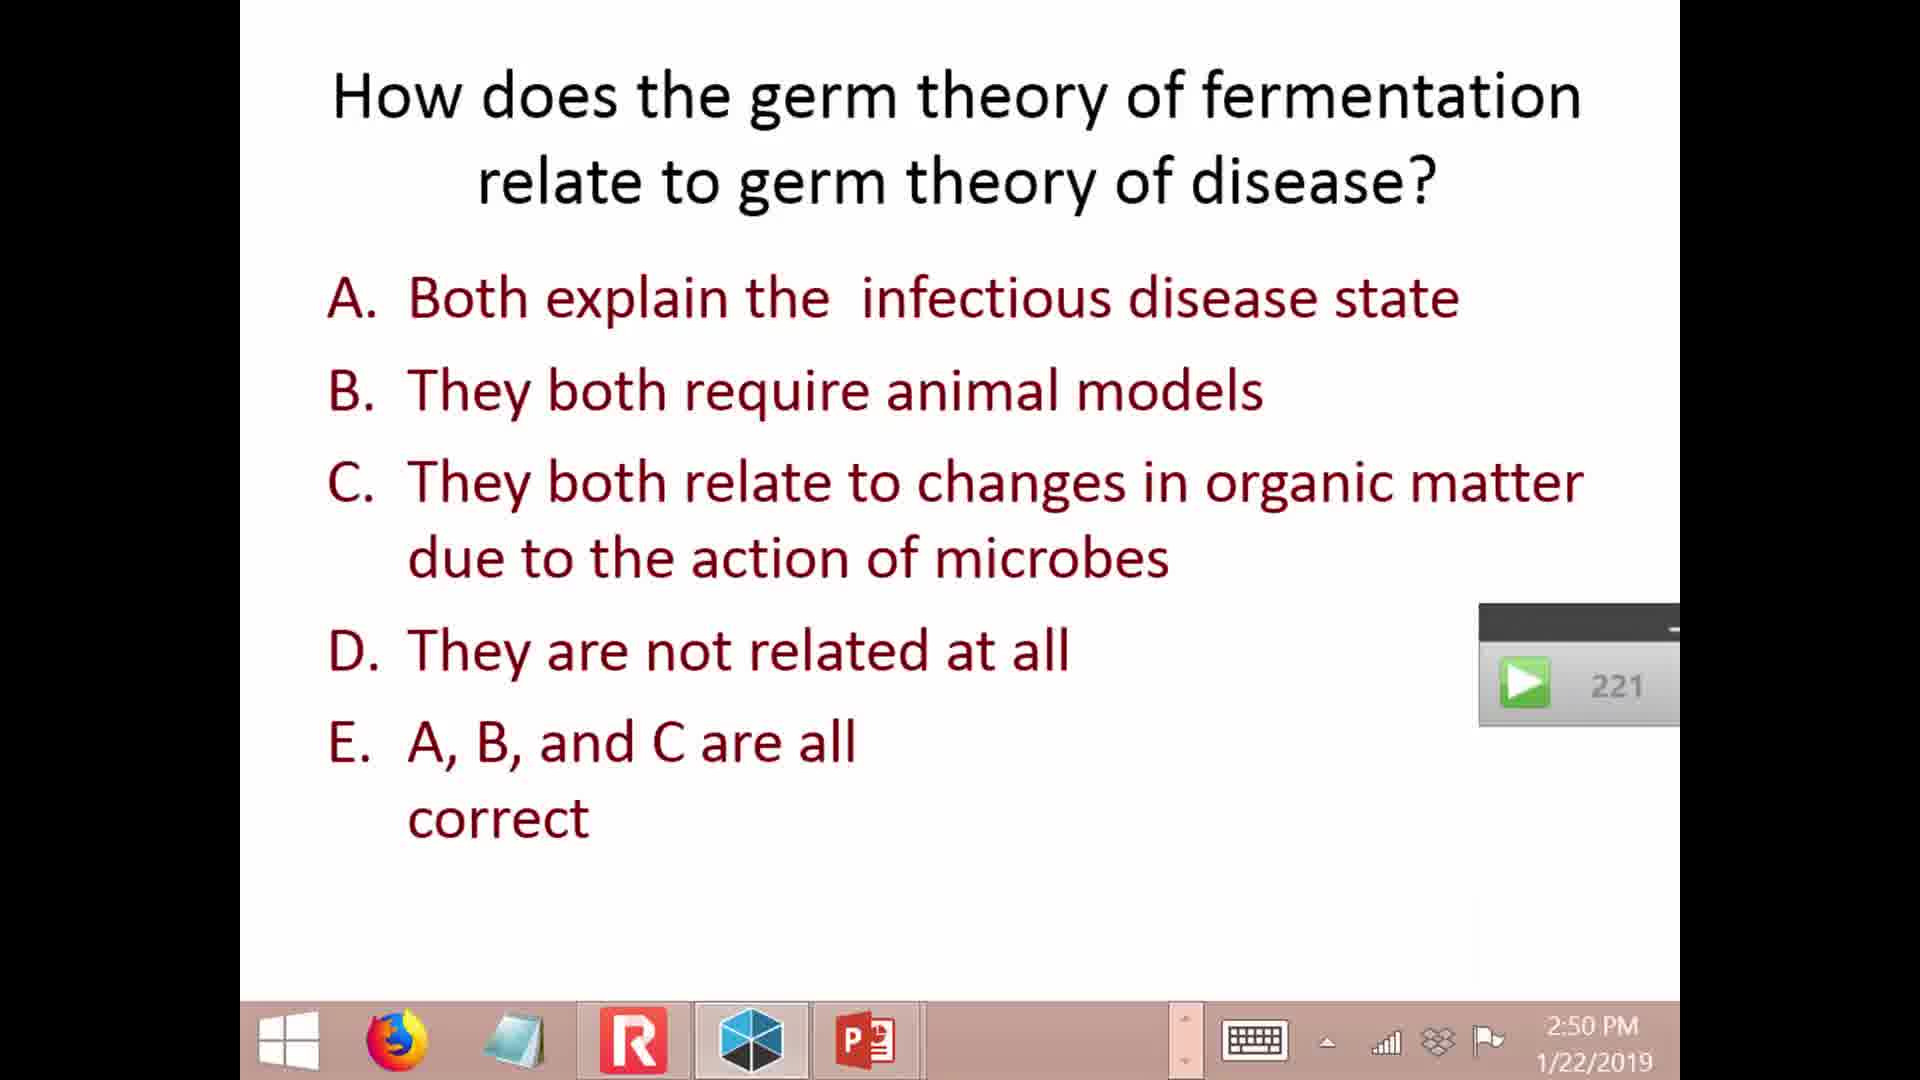 How does the germ theory of fermentation
relate to germ theory of disease?
A. Both explain the infectious disease state
B. They both require animal models
C. They both relate to changes in organic matter
due to the action of microbes
D. They are not related at all
221
E. A, B, and C are all
correct
R
P
2:50 PM
1/22/2019